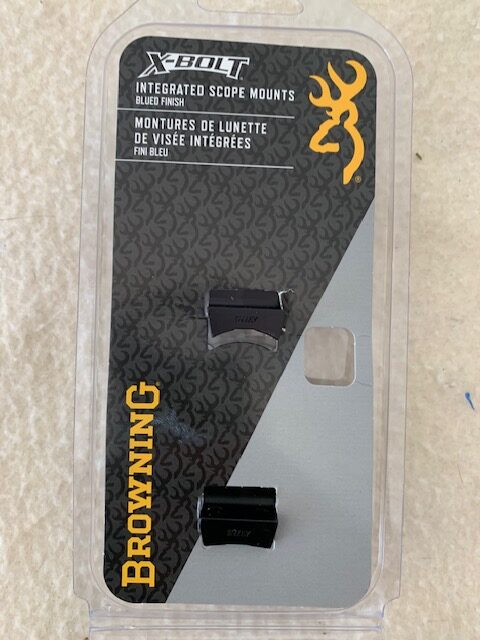 X-BOLT
INTEGRATED SCOPE MOUNTS
BLUED FINISH
MONTURES DE LUNETTE
DE VISÉE INTÉGRÉES
FINI BLEU
BROWNING